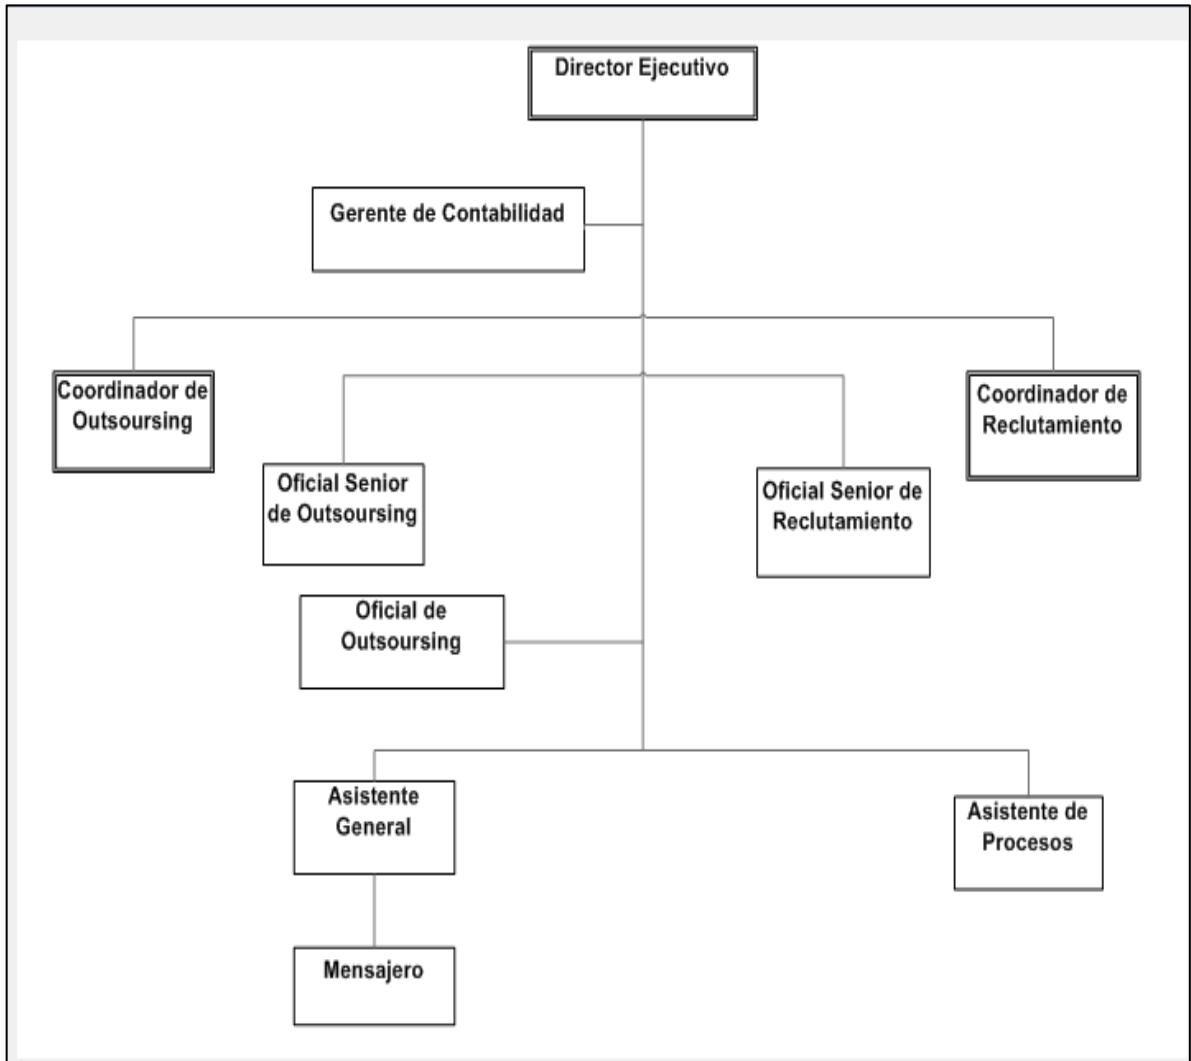 Director Ejecutivo
Gerente de Contabilidad
Coordinador de
Outsoursing
Coordinador de
Reclutamiento
Oficial Senior
de Outsoursing
Oficial Senior de
Reclutamiento
Oficial de
Outsoursing
Asistente
General
Asistente de
Procesos
Mensajero